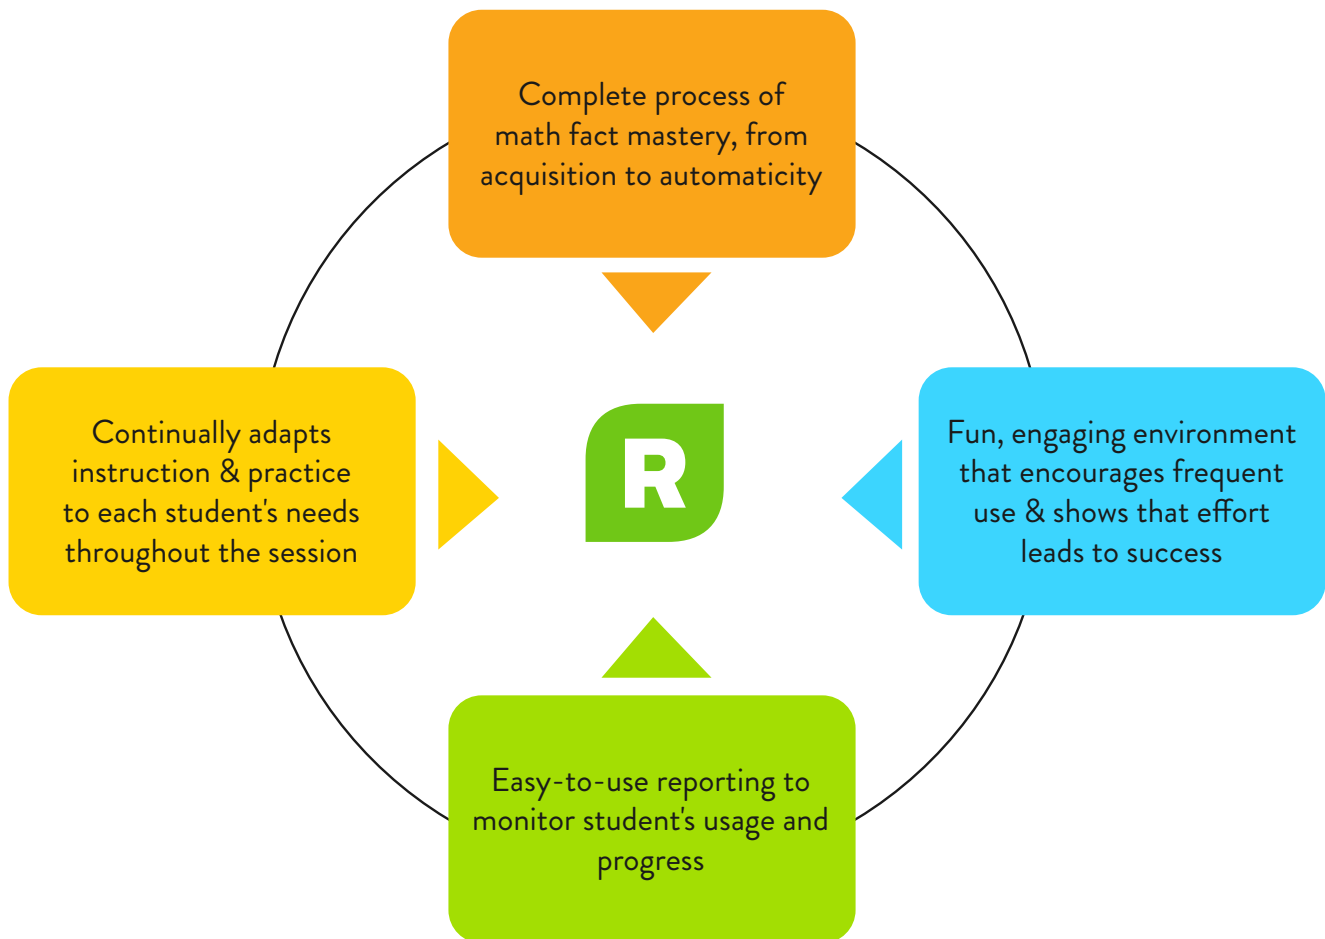 Complete process of
math fact mastery, from
acquisition to automaticity
Continually adapts
instruction & practice
to each student's needs
throughout the session
R
Fun, engaging environment
that encourages frequent
use & shows that effort
leads to success
Easy-to-use reporting to
monitor student's usage and
progress